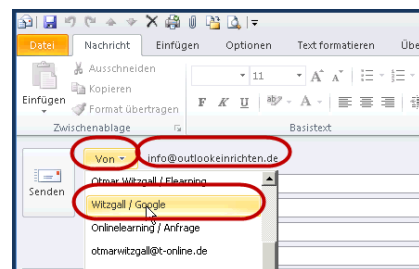 Datei Nachricht Einfügen Optionen Text formatieren Übe
Ausschneiden
Kopieren
Format übertragen
Einfügen
11 A A
F K U ab A
Zwischenablage Basistext
Von info@outlookeinrichten.de
Senden
Otmar Witzgall / Elearning
Witzgall / Google
Onlinelearning / Anfrage
otmarwitzgall@t-online.de